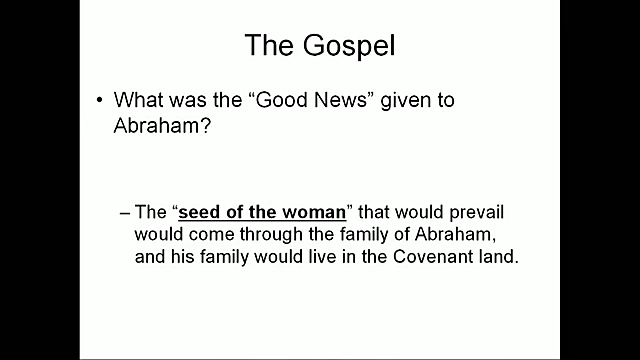 The Gospel
• What was the “Good News” given to
Abraham?
– The “seed of the woman” that would prevail
would come through the family of Abraham,
and his family would live in the Covenant land.